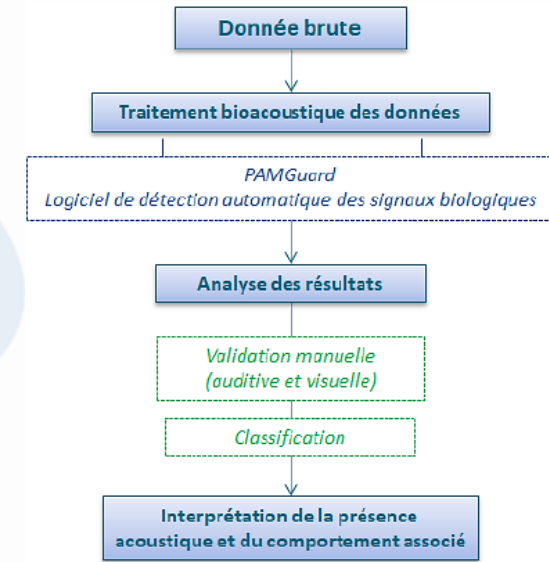 Donnée brute
Traitement bioacoustique des données
PAMGuard
Logiciel de détection automatique des signaux biologiques
Analyse des résultats
Validation manuelle
(auditive et visuelle)
Classification
Interprétation de la présence
acoustique et du comportement associé